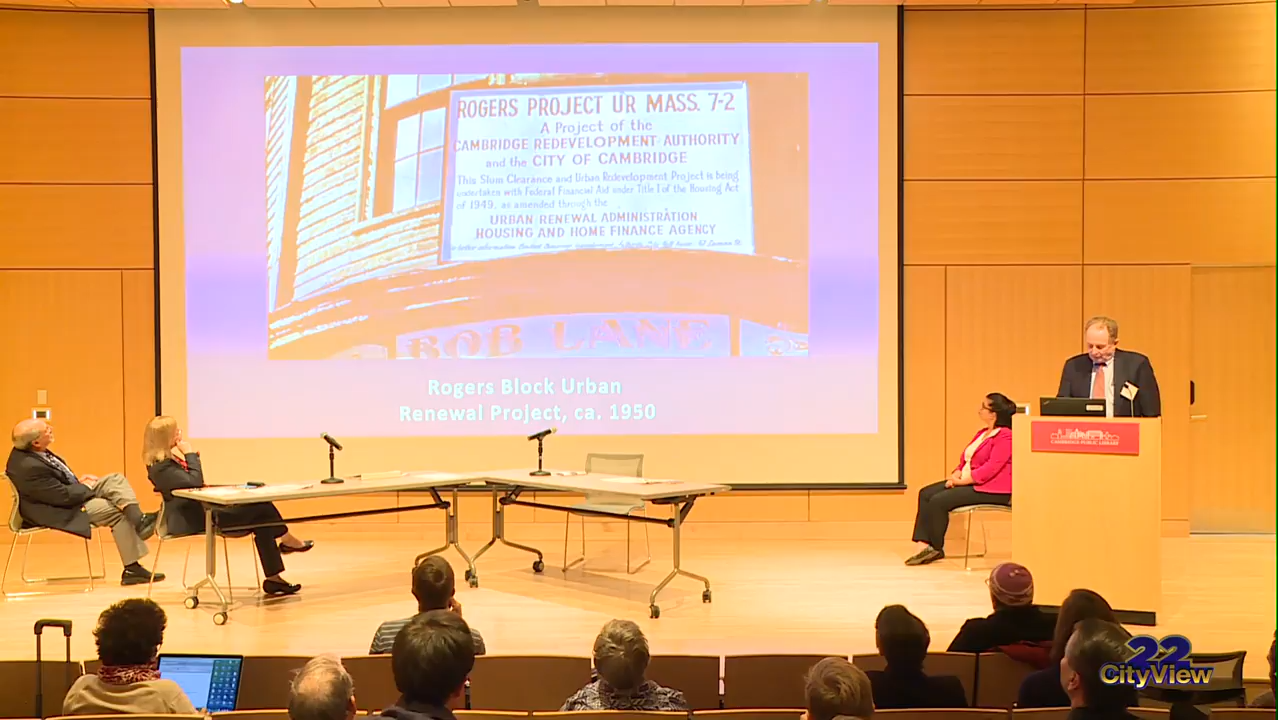 ROGERS PROJECT UR MASS. 7-2
A Project of the
CAMBRIDGE REDEVELOPMENT AUTHORITY
and the CITY OF CAMBRIDGE
This Slum Clearance and Urban Redevelopment Project is being
undertaken with Federal Financial Aid under Title I of the Housing Act
of 1949, as amended through the
URBAN RENEWAL ADMINISTRATION
HOUSING AND HOME FINANCE AGENCY
BOB LANE
Rogers Block Urban
Renewal Project, ca. 1950
CAMBRIDGE PUBLIC LIBRARY
22
CityView